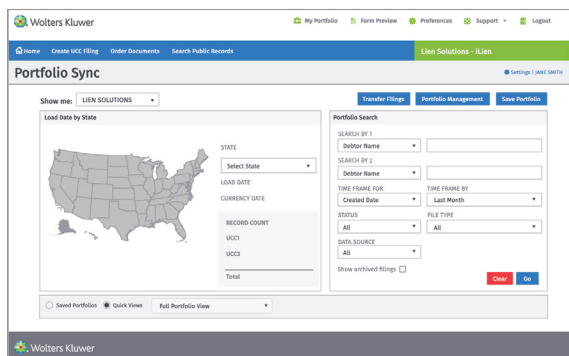 Wolters Kluwer
My Portfolio Form Preview Preferences Support Logout
Home Create UCC Filing Order Documents Search Public Records Lien Solutions - iLien
Portfolio Sync
Settings | JANE SMITH
Show me: LIEN SOLUTIONS
Transfer Filings Portfolio Management Save Portfolio
Load Date by State
STATE
Select State
LOAD DATE
CURRENCY DATE
RECORD COUNT
UCC1
UCC3
Total
Portfolio Search
SEARCH BY 1
Debtor Name
SEARCH BY 2
Debtor Name
TIME FRAME FOR TIME FRAME BY
Created Date Last Month
STATUS FILE TYPE
All All
DATA SOURCE
All
Show archived filings
Clear Go
Saved Portfolios Quick Views Full Portfolio View
Wolters Kluwer